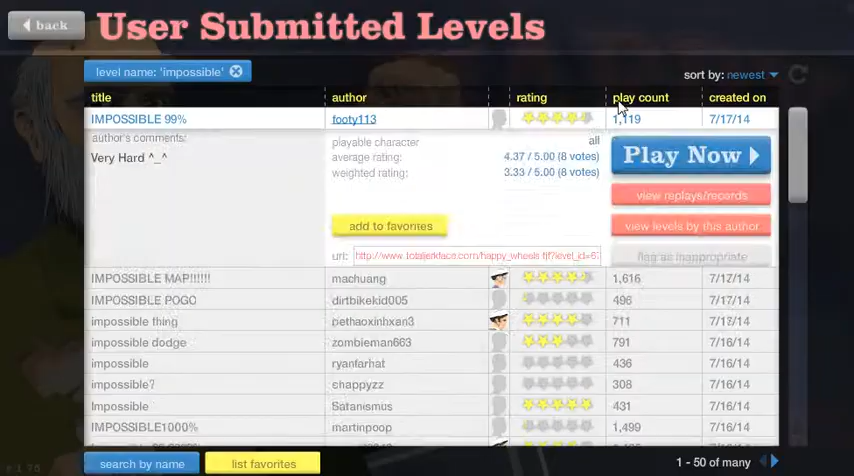 back
User Submitted Levels
level name: 'impossible'
sort by: newest
title author rating play count created on
IMPOSSIBLE 99% footy113 1,119 7/17/14
author's comments:
Very Hard ^_^
playable character all
average rating: 4.37 / 5.00 (8 votes)
weighted rating: 3.33 / 5.00 (8 votes)
Play Now
view replays/records
add to favorites
view levels by this author
url:
flag as inappropriate
IMPOSSIBLE MAP!!!!!! machuang 1,616 7/17/14
IMPOSSIBLE POGO dirtbikekid005 496 7/17/14
impossible thing pethaoxinhxan3 711 7/17/14
impossible dodge zombieman663 791 7/16/14
impossible ryanfarhat 436 7/16/14
impossible? chappyzz 308 7/16/14
Impossible Satanismus 431 7/16/14
IMPOSSIBLE1000% martinpoop 1,499 7/16/14
search by name
list favorites
1 - 50 of many